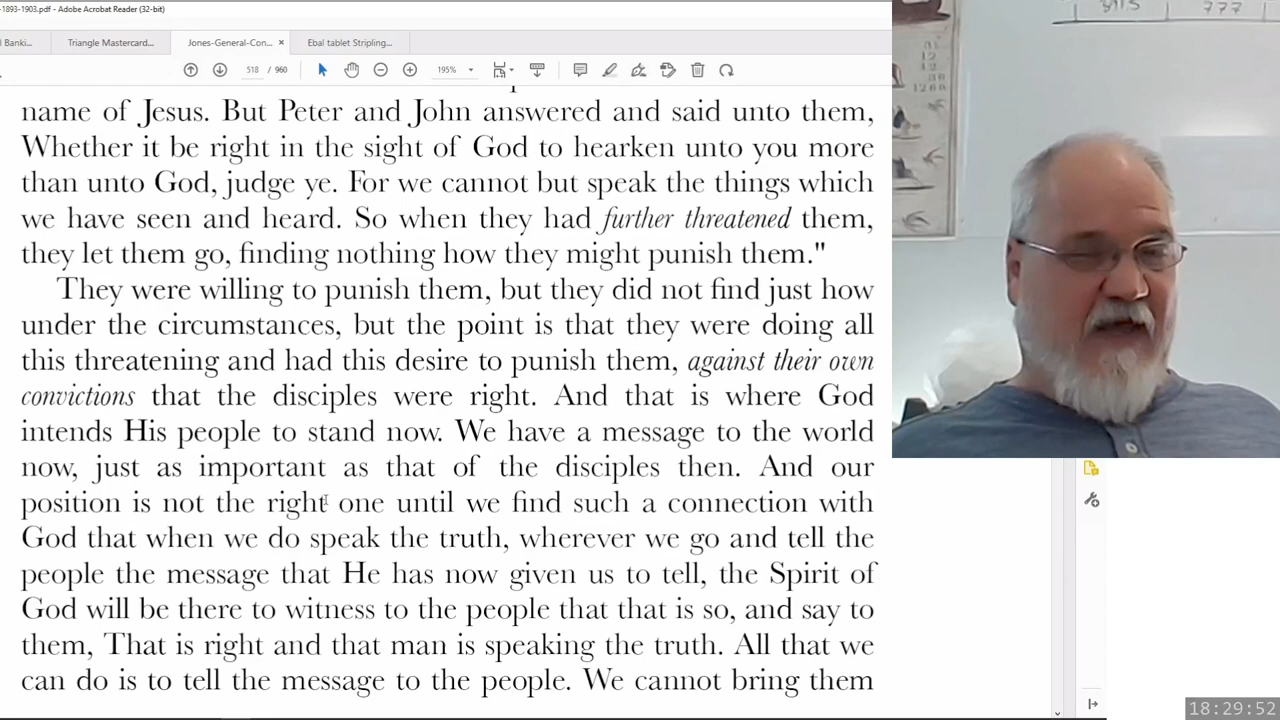 -1893-1903.pdf - Adobe Acrobat Reader (32-bit)
l Banki...
Triangle Mastercard...
Jones-General-Con...
Ebal tablet Stripling...
518 / 960
195%
name of Jesus. But Peter and John answered and said unto them,
Whether it be right in the sight of God to hearken unto you more
than unto God, judge ye. For we cannot but speak the things which
we have seen and heard. So when they had further threatened them,
they let them go, finding nothing how they might punish them."
They were willing to punish them, but they did not find just how
under the circumstances, but the point is that they were doing all
this threatening and had this desire to punish them, against their own
convictions that the disciples were right. And that is where God
intends His people to stand now. We have a message to the world
now, just as important as that of the disciples then. And our
position is not the right one until we find such a connection with
God that when we do speak the truth, wherever we go and tell the
people the message that He has now given us to tell, the Spirit of
God will be there to witness to the people that that is so, and say to
them, That is right and that man is speaking the truth. All that we
can do is to tell the message to the people. We cannot bring them
777
1260
18:29:52